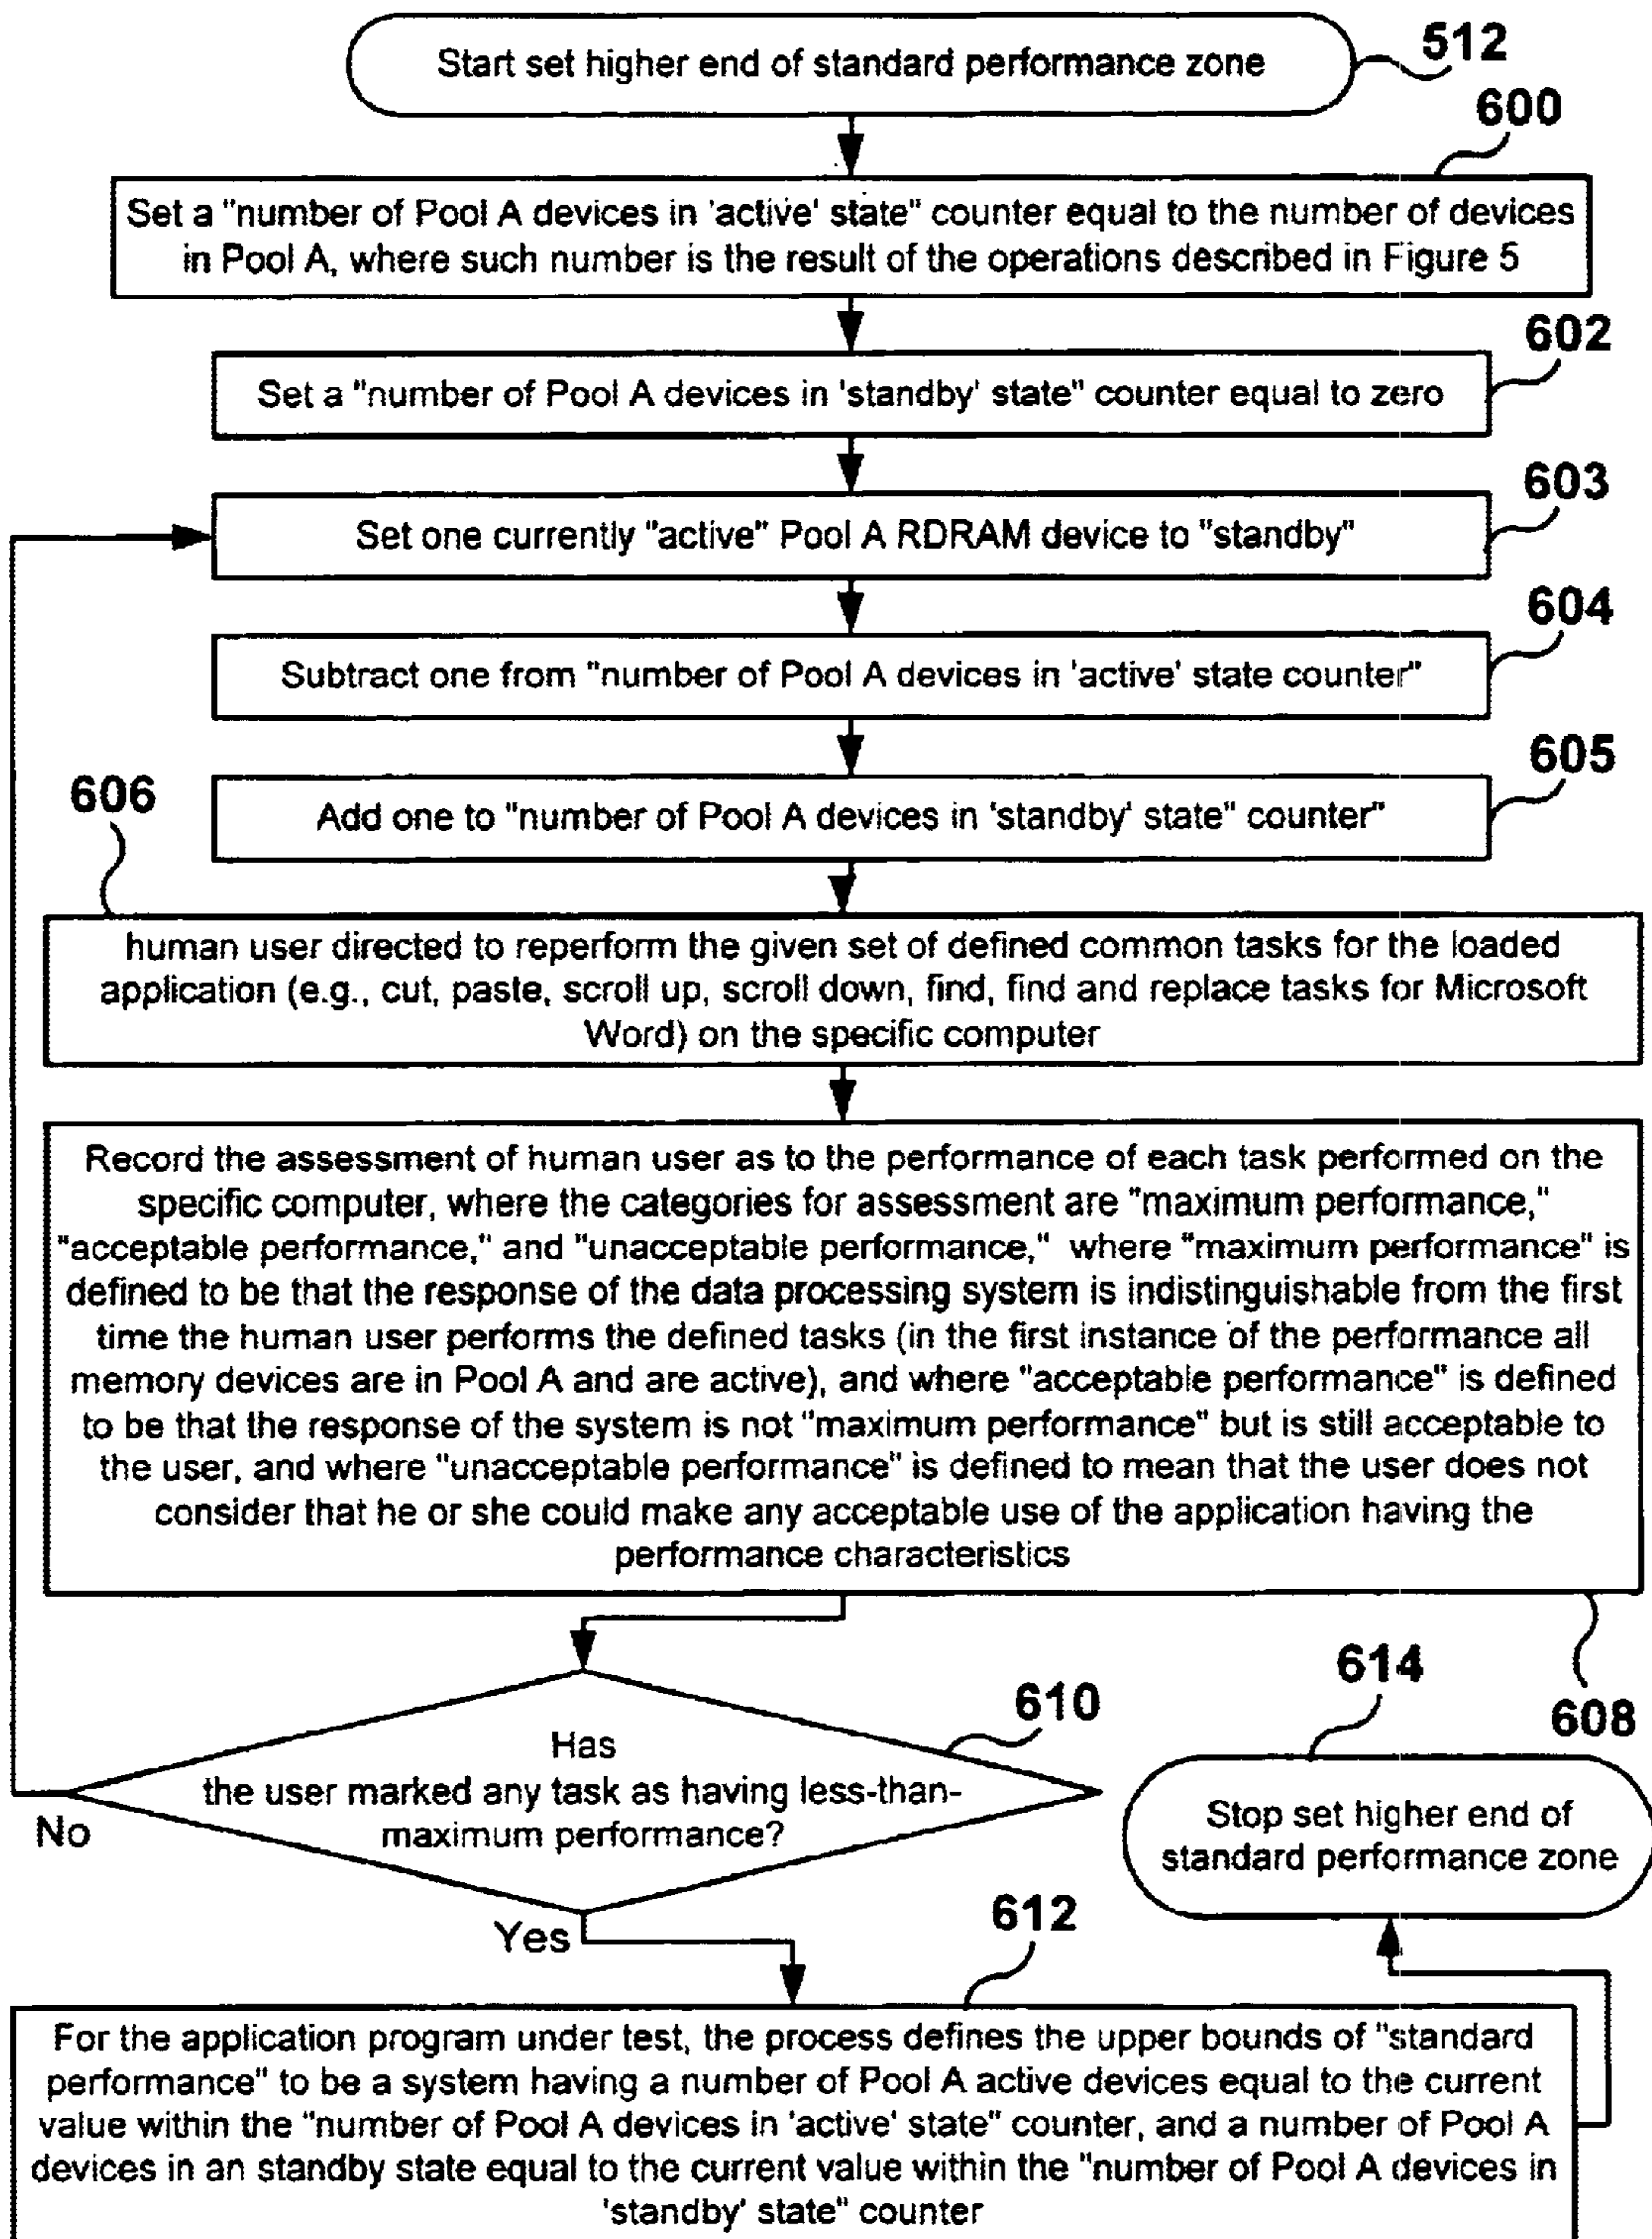 Start set higher end of standard performance zone
512
600
Set a "number of Pool A devices in 'active' state" counter equal to the number of devices
in Pool A, where such number is the result of the operations described in Figure 5
602
Set a "number of Pool A devices in 'standby' state" counter equal to zero
603
Set one currently "active" Pool A RDRAM device to "standby"
604
Subtract one from "number of Pool A devices in 'active' state counter"
605
Add one to "number of Pool A devices in 'standby' state" counter"
606
human user directed to reperform the given set of defined common tasks for the loaded
application (e.g., cut, paste, scroll up, scroll down, find, find and replace tasks for Microsoft
Word) on the specific computer
Record the assessment of human user as to the performance of each task performed on the
specific computer, where the categories for assessment are "maximum performance,"
"acceptable performance," and "unacceptable performance," where "maximum performance" is
defined to be that the response of the data processing system is indistinguishable from the first
time the human user performs the defined tasks (in the first instance of the performance all
memory devices are in Pool A and are active), and where "acceptable performance" is defined
to be that the response of the system is not "maximum performance" but is still acceptable to
the user, and where "unacceptable performance" is defined to mean that the user does not
consider that he or she could make any acceptable use of the application having the
performance characteristics
608
610
Has
the user marked any task as having less-than-
maximum performance?
No
Yes
614
Stop set higher end of
standard performance zone
612
For the application program under test, the process defines the upper bounds of "standard
performance" to be a system having a number of Pool A active devices equal to the current
value within the "number of Pool A devices in 'active' state" counter, and a number of Pool A
devices in an standby state equal to the current value within the "number of Pool A devices in
'standby' state" counter